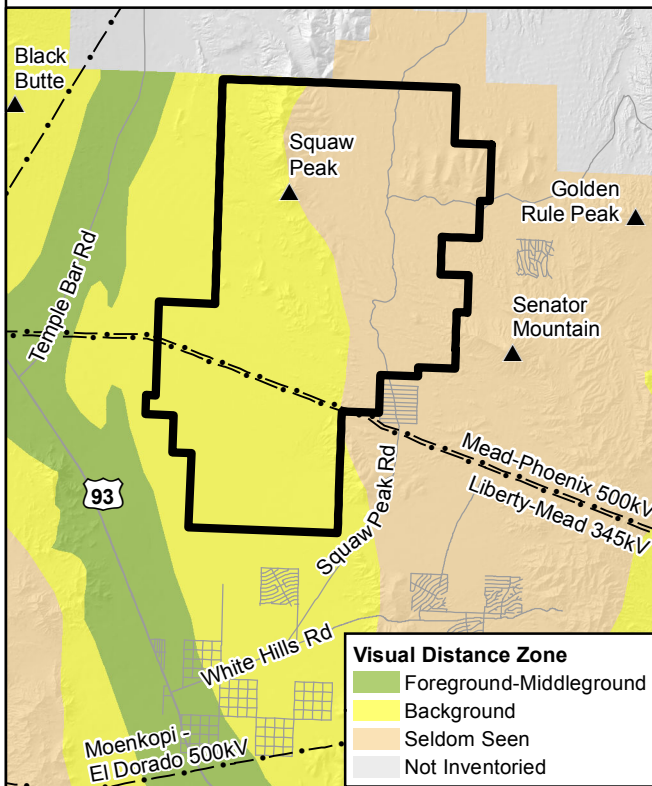 Black
Butte
Squaw
Peak
Golden
Rule Peak
Temple Bar Rd
Senator
Mountain
Mead-Phoenix 500kV
Liberty-Mead 345kV
93
Squaw Peak Rd
White Hills Rd
Moenkopi -
El Dorado 500kV
Visual Distance Zone
Foreground-Middleground
Background
Seldom Seen
Not Inventoried